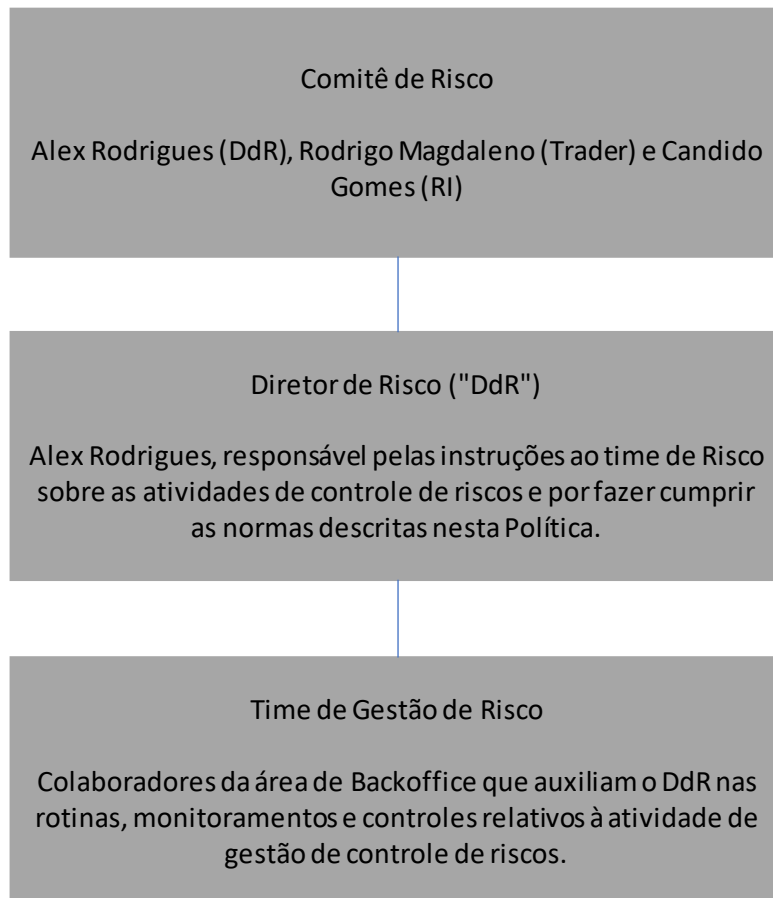 Comitê de Risco
Alex Rodrigues (DdR), Rodrigo Magdaleno (Trader) e Candido
Gomes (RI)
Diretor de Risco ("DdR")
Alex Rodrigues, responsável pelas instruções ao time de Risco
sobre as atividades de controle de riscos e por fazer cumprir
as normas descritas nesta Política.
Time de Gestão de Risco
Colaboradores da área de Backoffice que auxiliam o DdR nas
rotinas, monitoramentos e controles relativos à atividade de
gestão de controle de riscos.